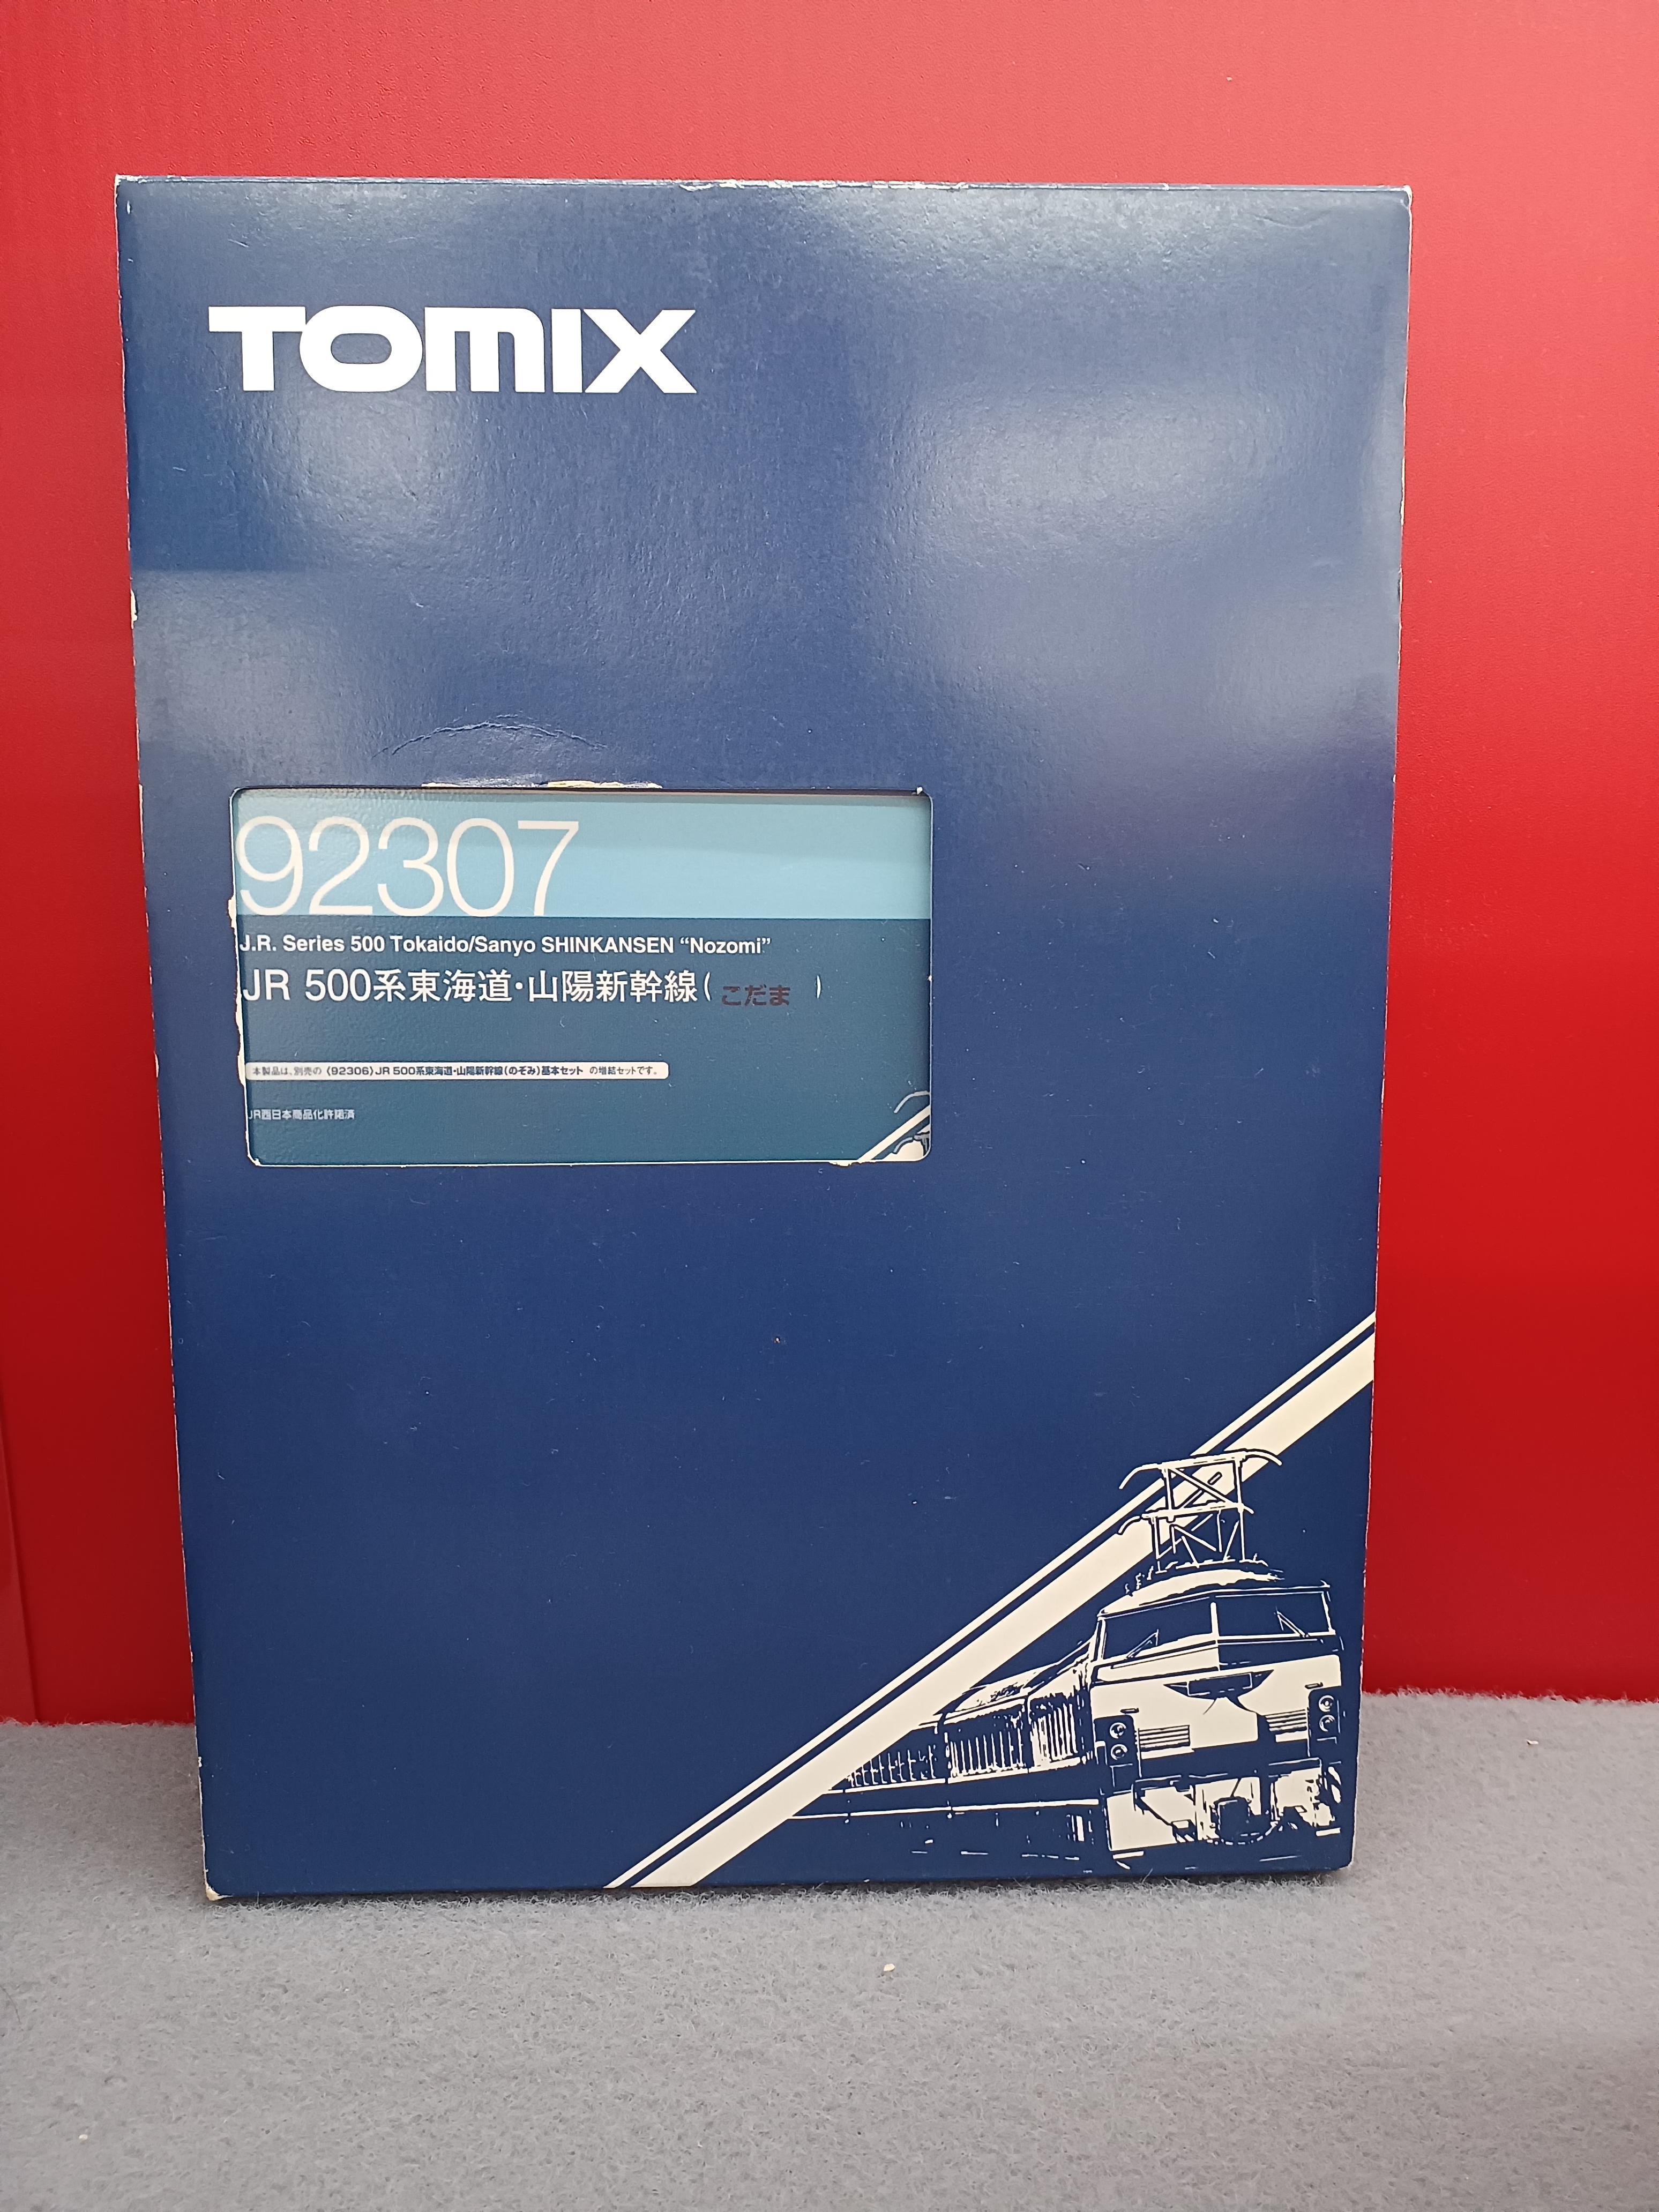 TOMIX
92307
J.R. Series 500 Tokaido/Sanyo SHINKANSEN “Nozomi”
JR 500系東海道・山陽新幹線(こだま)
本製品は、別売の〈92306〉JR 500系東海道・山陽新幹線(のぞみ)基本セット の増結セットです。
JR西日本商品化許諾済